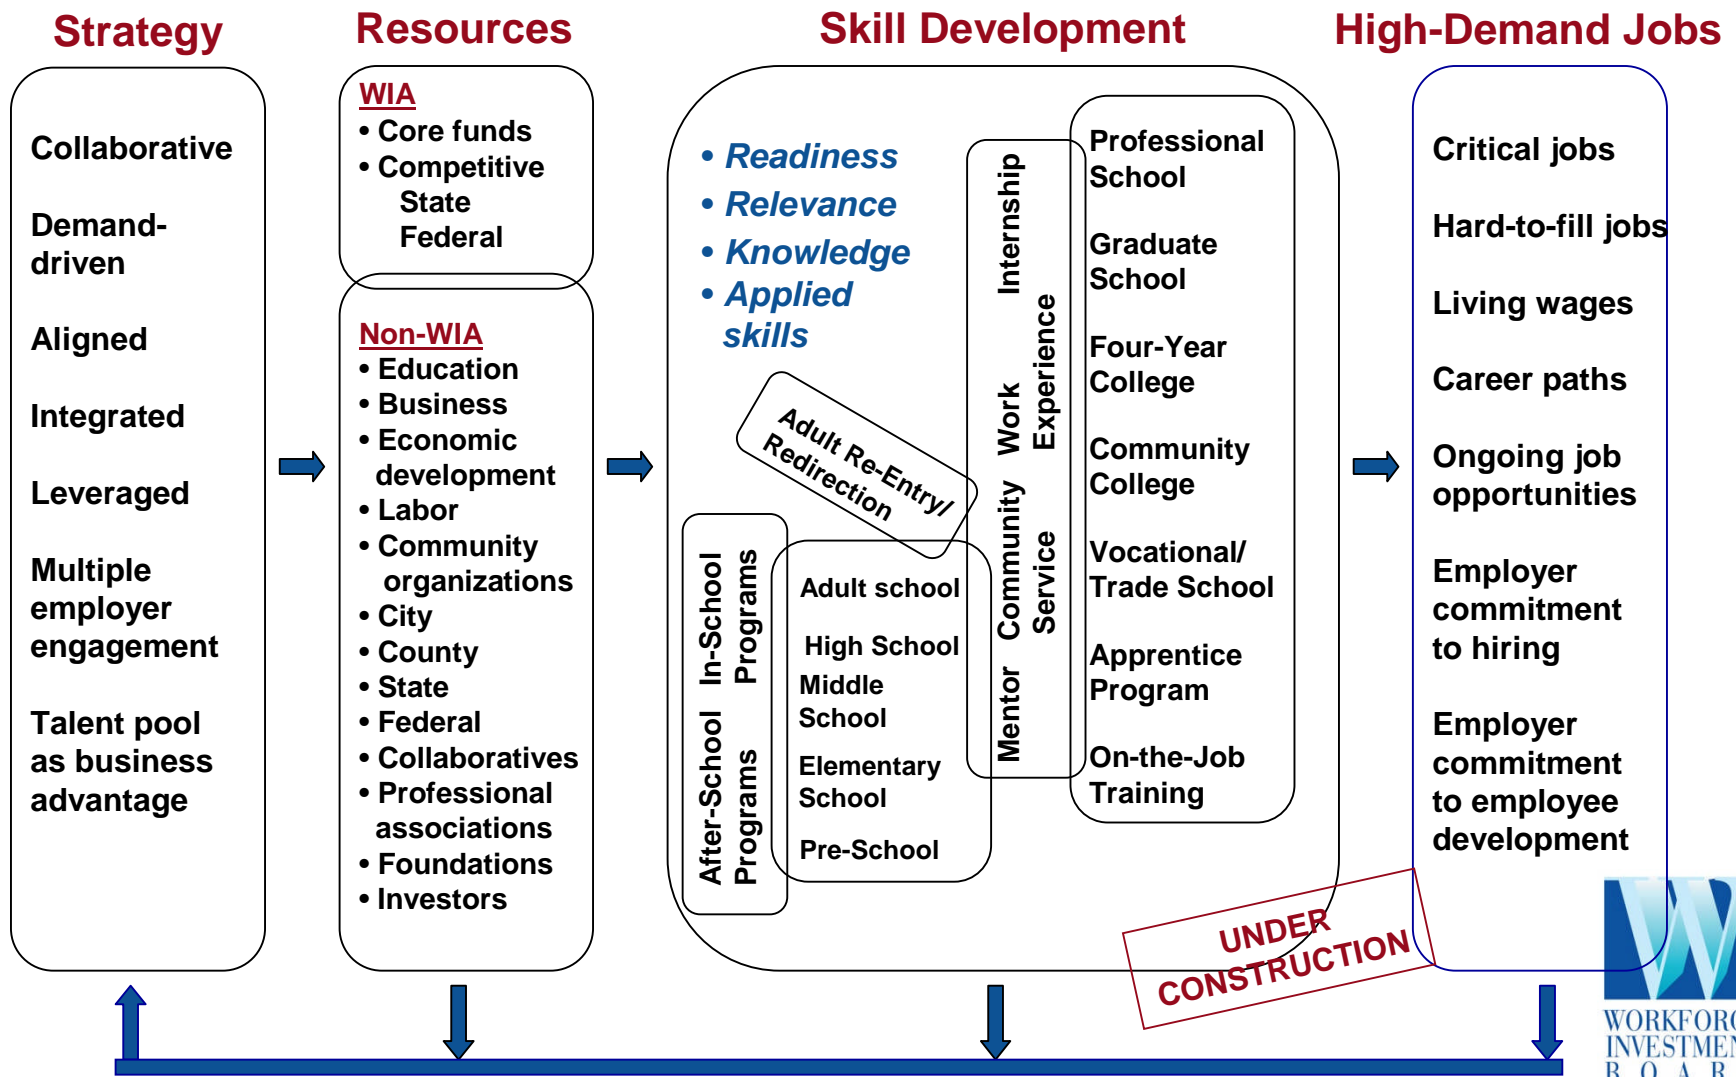 Strategy
Collaborative
Demand-
driven
Aligned
Integrated
Leveraged
Multiple
employer
engagement
Talent pool
as business
advantage
Resources
WIA
• Core funds
• Competitive
State
Federal
Non-WIA
• Education
• Business
• Economic
development
• Labor
• Community
organizations
• City
• County
• State
• Federal
• Collaboratives
• Professional
associations
• Foundations
• Investors
Skill Development
• Readiness
• Relevance
• Knowledge
• Applied
skills
Adult Re-Entry/
Redirection
In-School
Programs
After-School
Programs
Adult school
High School
Middle
School
Elementary
School
Pre-School
Internship
Work
Experience
Community
Service
Mentor
Professional
School
Graduate
School
Four-Year
College
Community
College
Vocational/
Trade School
Apprentice
Program
On-the-Job
Training
UNDER
CONSTRUCTION
High-Demand Jobs
Critical jobs
Hard-to-fill jobs
Living wages
Career paths
Ongoing job
opportunities
Employer
commitment
to hiring
Employer
commitment
to employee
development
WORKFORC
INVESTMEN
B O A R